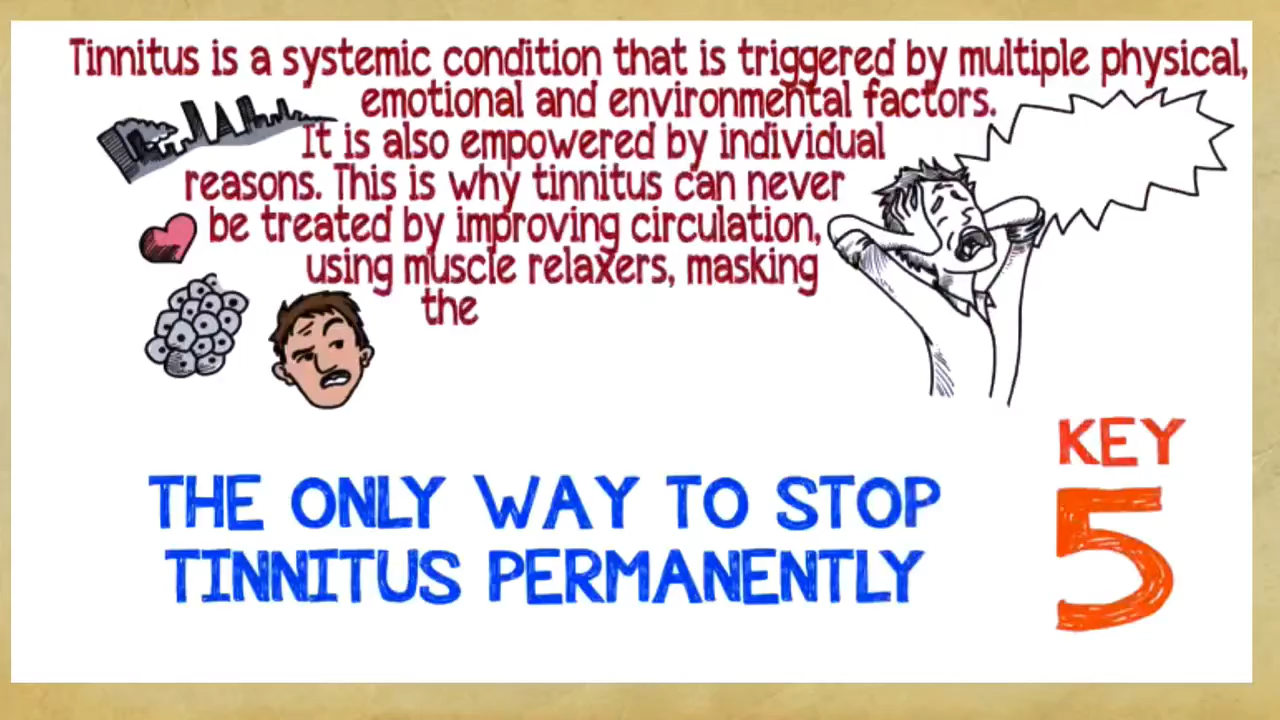 Tinnitus is a systemic condition that is triggered by multiple physical,
emotional and environmental factors.
It is also empowered by individual
reasons. This is why tinnitus can never
be treated by improving circulation,
using muscle relaxers, masking
the
KEY
5
THE ONLY WAY TO STOP
TINNITUS PERMANENTLY